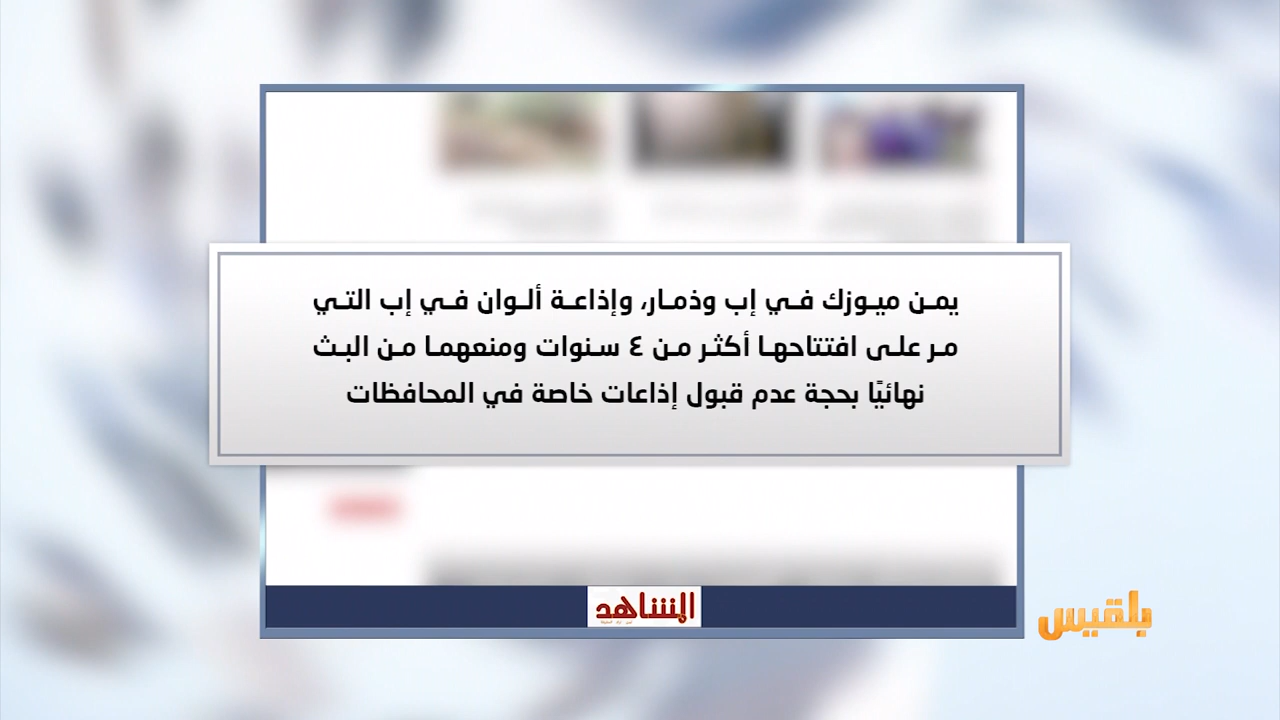 يمن ميوزك في إب وذمار، وإذاعة ألوان في إب التي
مر على افتتاحها أكثر من ٤ سنوات ومنعهما من البث
نهائيًا بحجة عدم قبول إذاعات خاصة في المحافظات
المشاهد
بلقيس